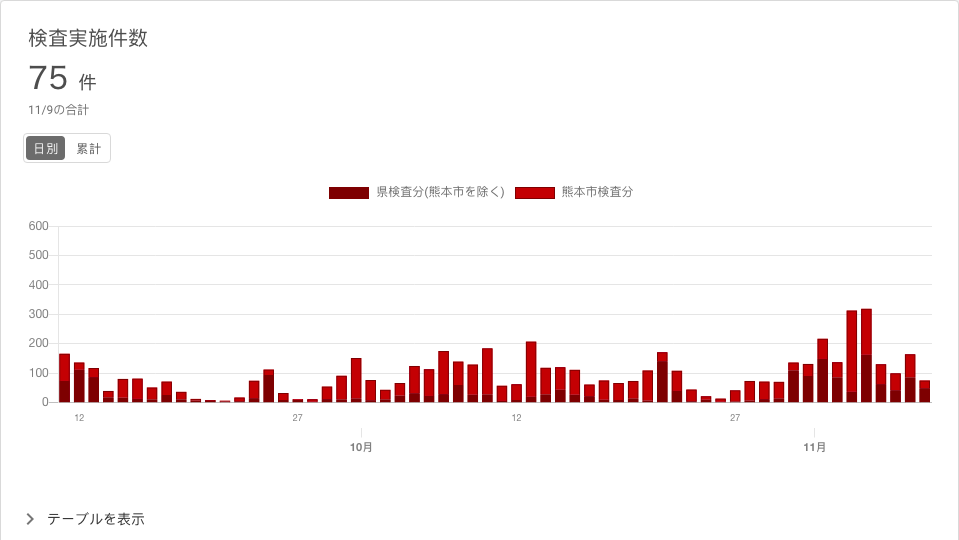 検査実施件数
75 件
11/9の合計
日別 累計
県検査分(熊本市を除く) 熊本市検査分
600
500
400
300
200
100
0
12 27 12 27
10月 11月
テーブルを表示